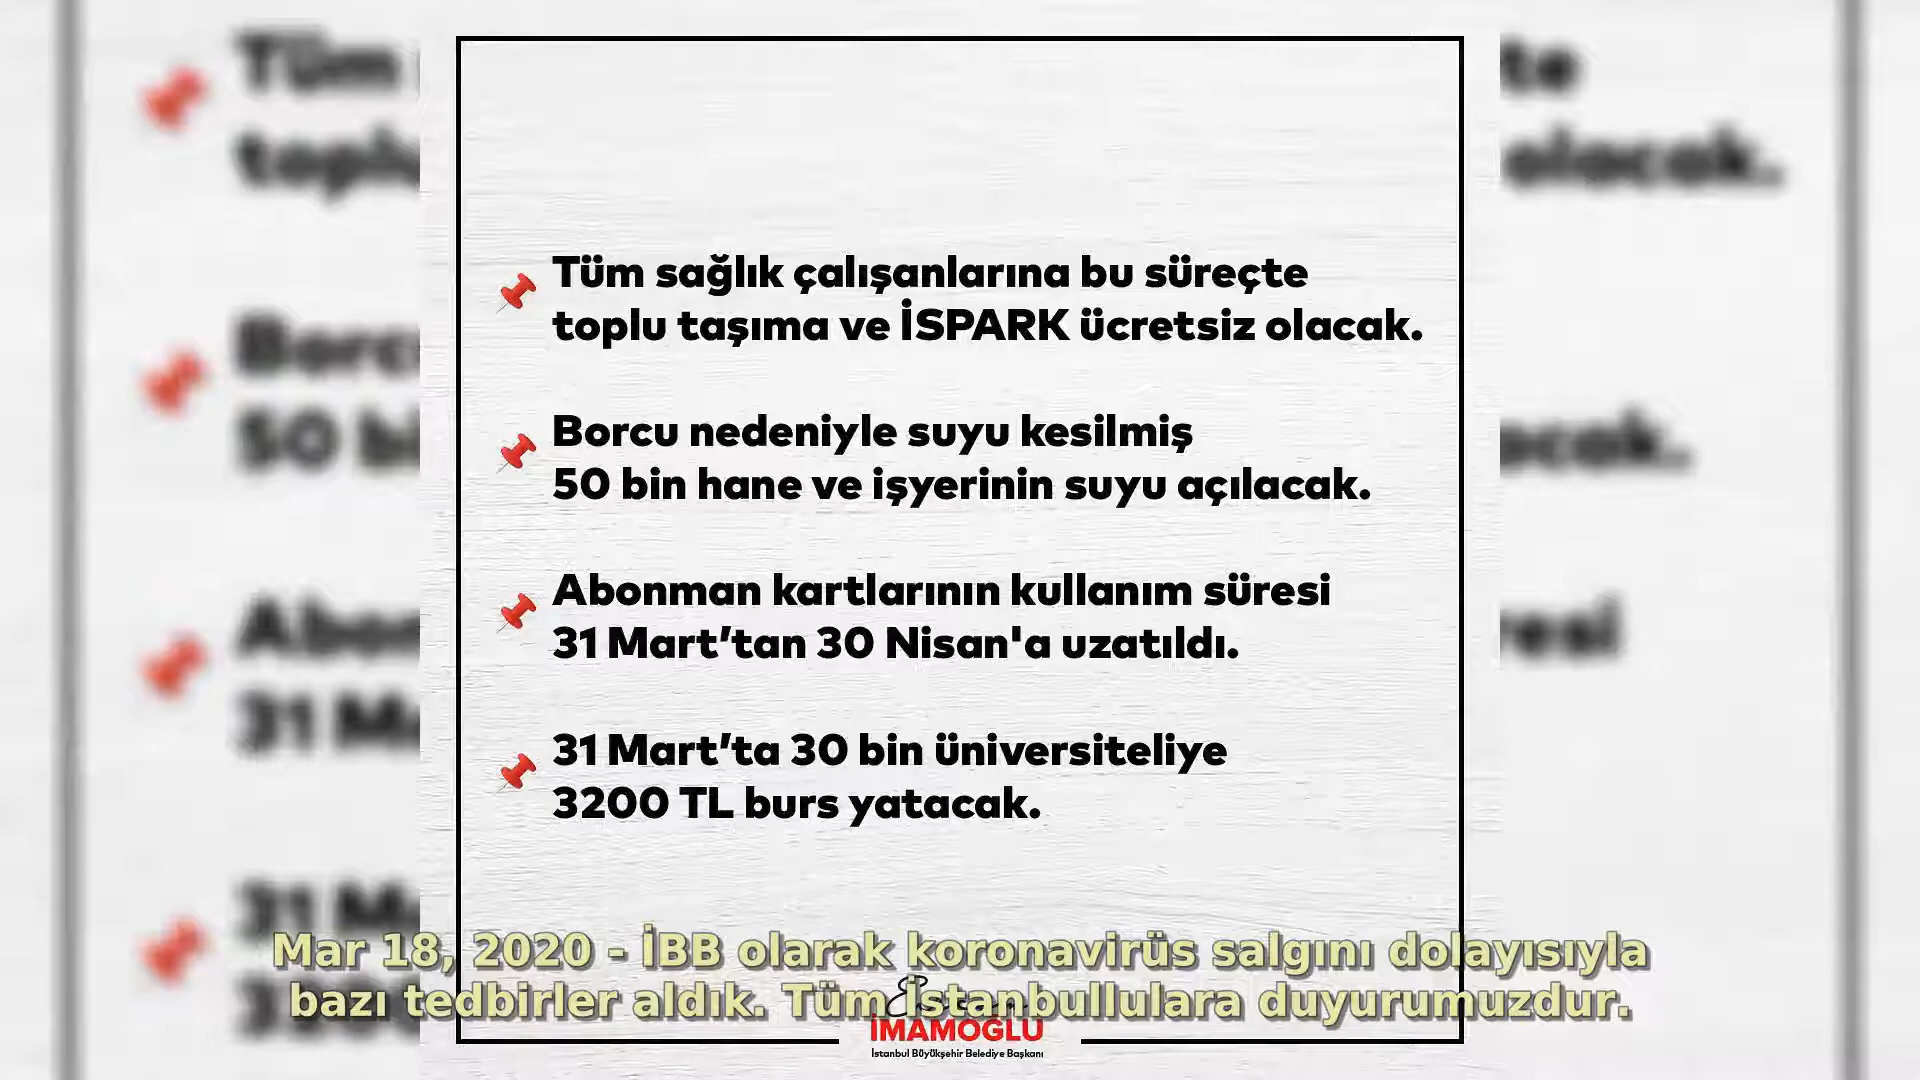 Tüm sağlık çalışanlarına bu süreçte
toplu taşıma ve İSPARK ücretsiz olacak.
Borcu nedeniyle suyu kesilmiş
50 bin hane ve işyerinin suyu açılacak.
Abonman kartlarının kullanım süresi
31 Mart’tan 30 Nisan'a uzatıldı.
31 Mart’ta 30 bin üniversiteliye
3200 TL burs yatacak.
Mar 18, 2020 - İBB olarak koronavirüs salgını dolayısıyla
bazı tedbirler aldık. Tüm İstanbullulara duyurumuzdur.
Ekrem
İMAMOĞLU
İstanbul Büyükşehir Belediye Başkanı